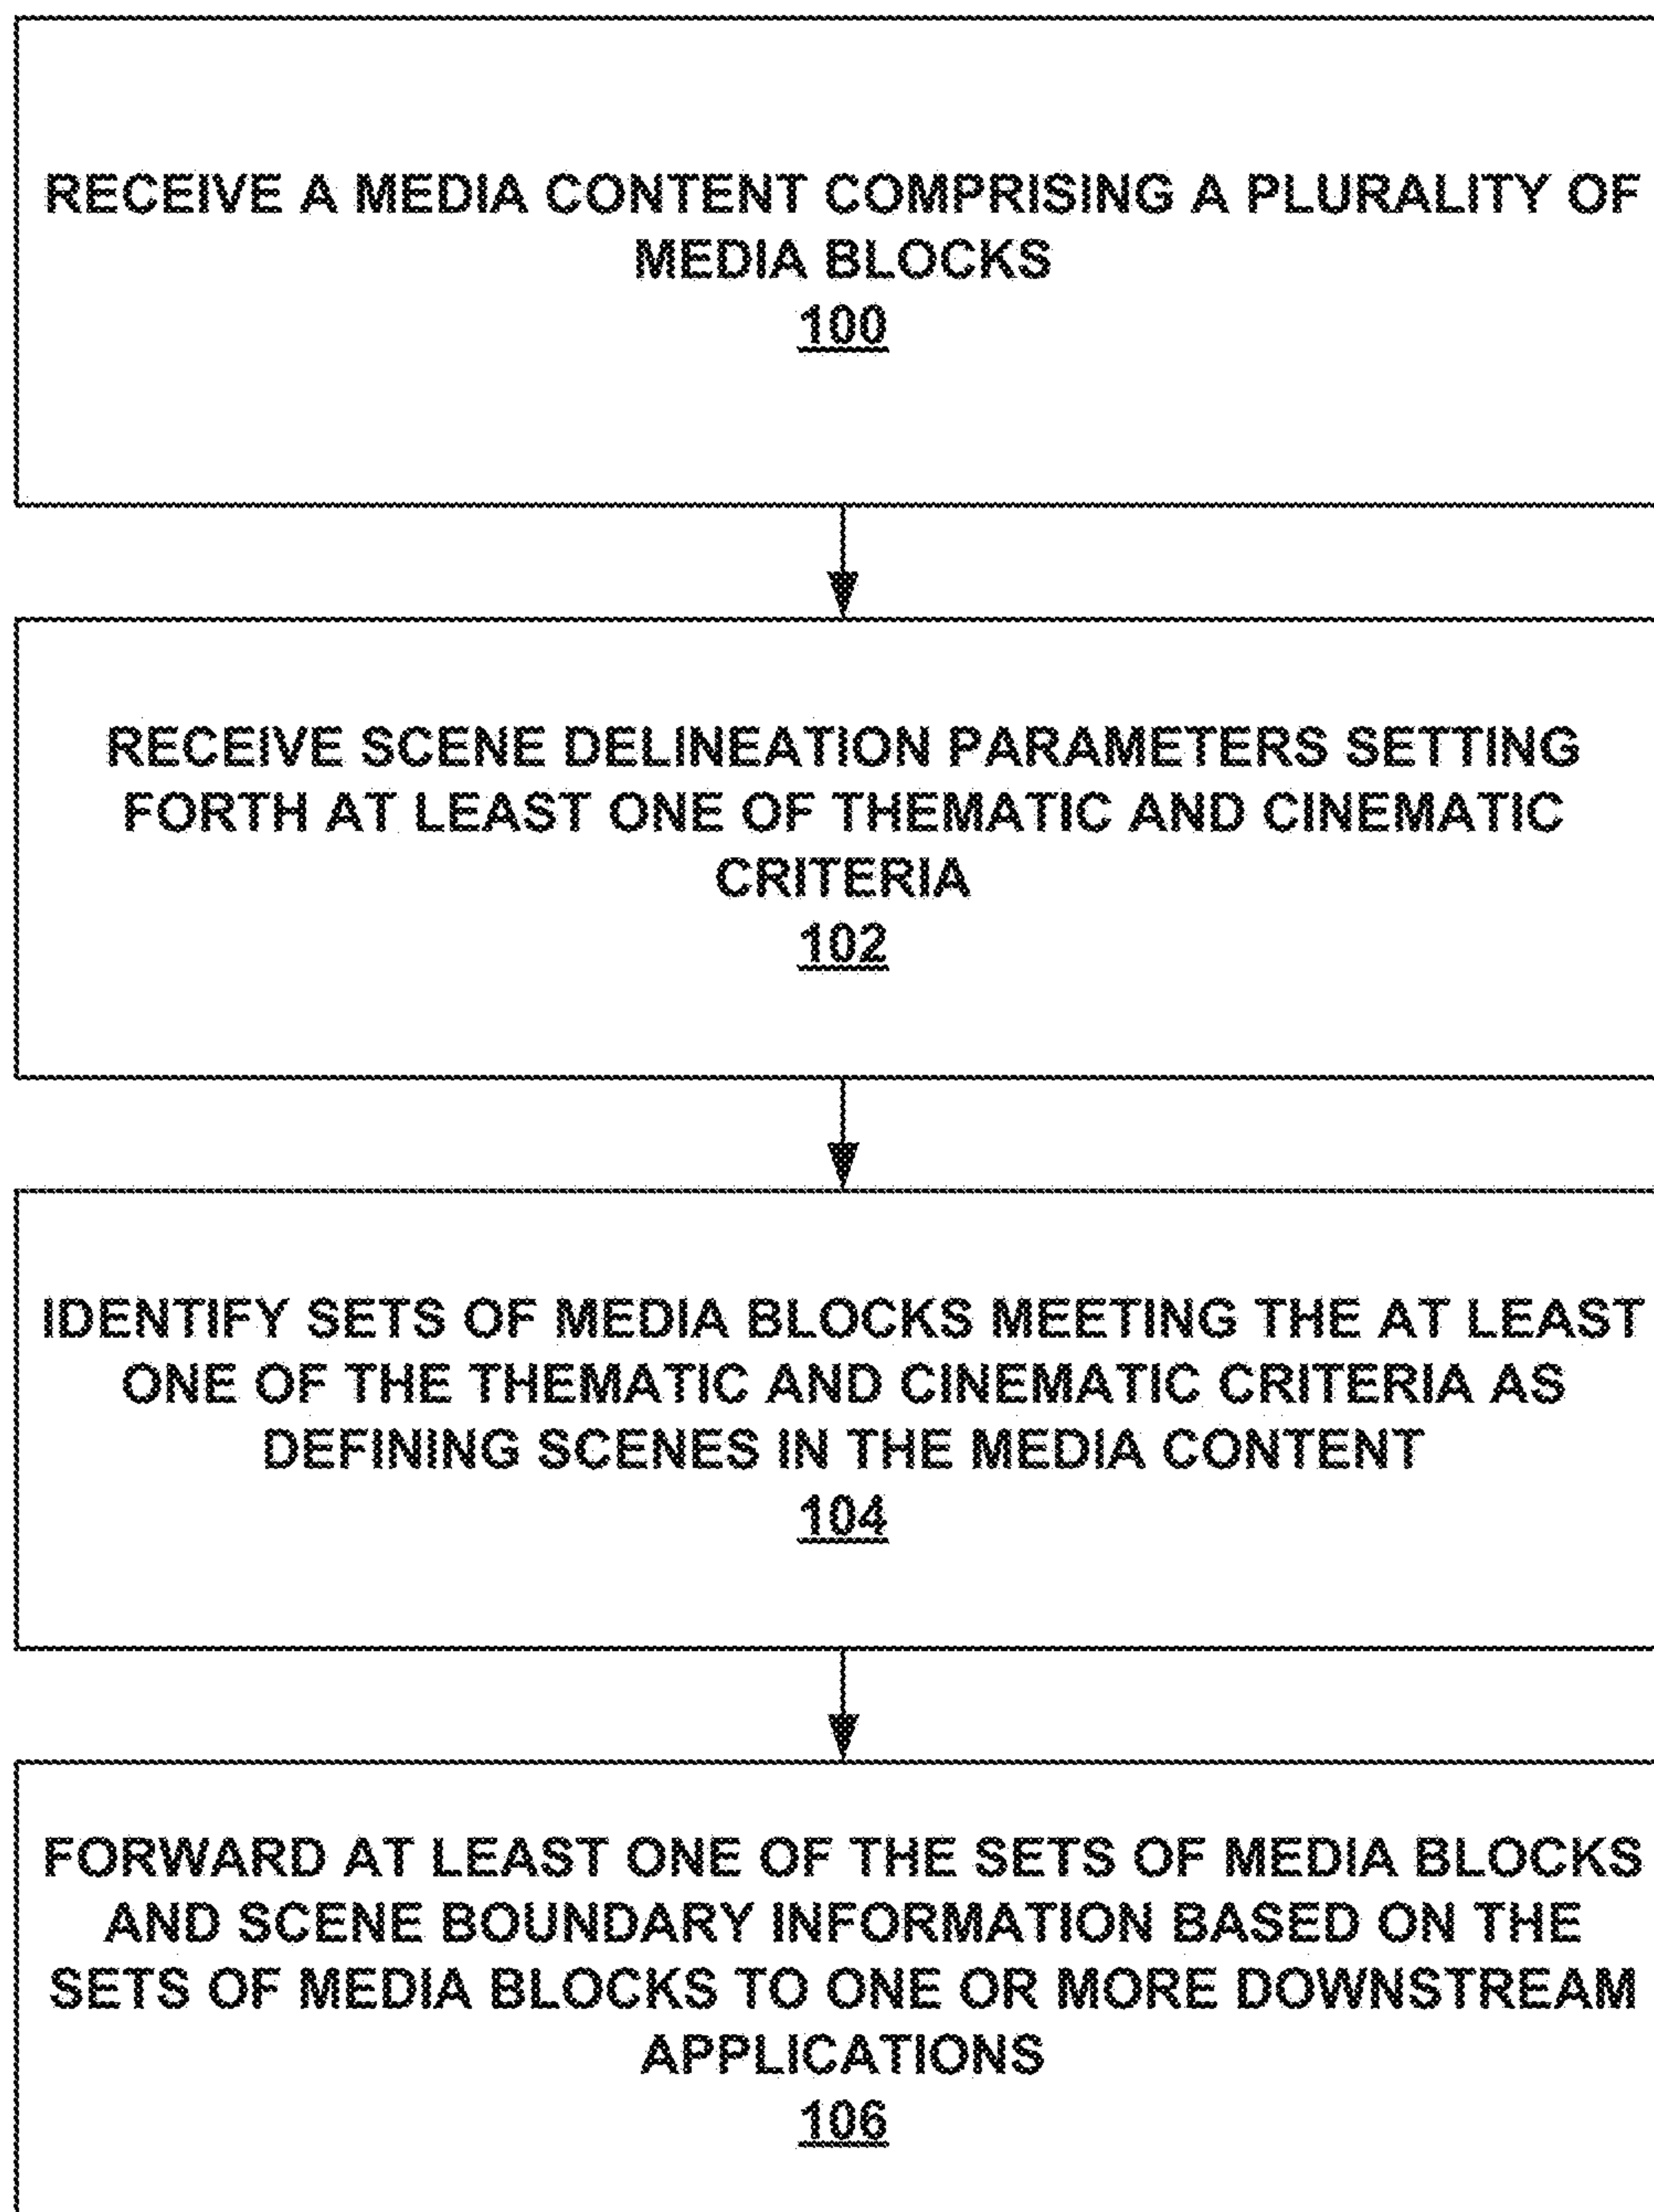 RECEIVE A MEDIA CONTENT COMPRISING A PLURALITY OF
MEDIA BLOCKS
100
RECEIVE SCENE DELINEATION PARAMETERS SETTING
FORTH AT LEAST ONE OF THEMATIC AND CINEMATIC
CRITERIA
102
IDENTIFY SETS OF MEDIA BLOCKS MEETING THE AT LEAST
ONE OF THE THEMATIC AND CINEMATIC CRITERIA AS
DEFINING SCENES IN THE MEDIA CONTENT
104
FORWARD AT LEAST ONE OF THE SETS OF MEDIA BLOCKS
AND SCENE BOUNDARY INFORMATION BASED ON THE
SETS OF MEDIA BLOCKS TO ONE OR MORE DOWNSTREAM
APPLICATIONS
106